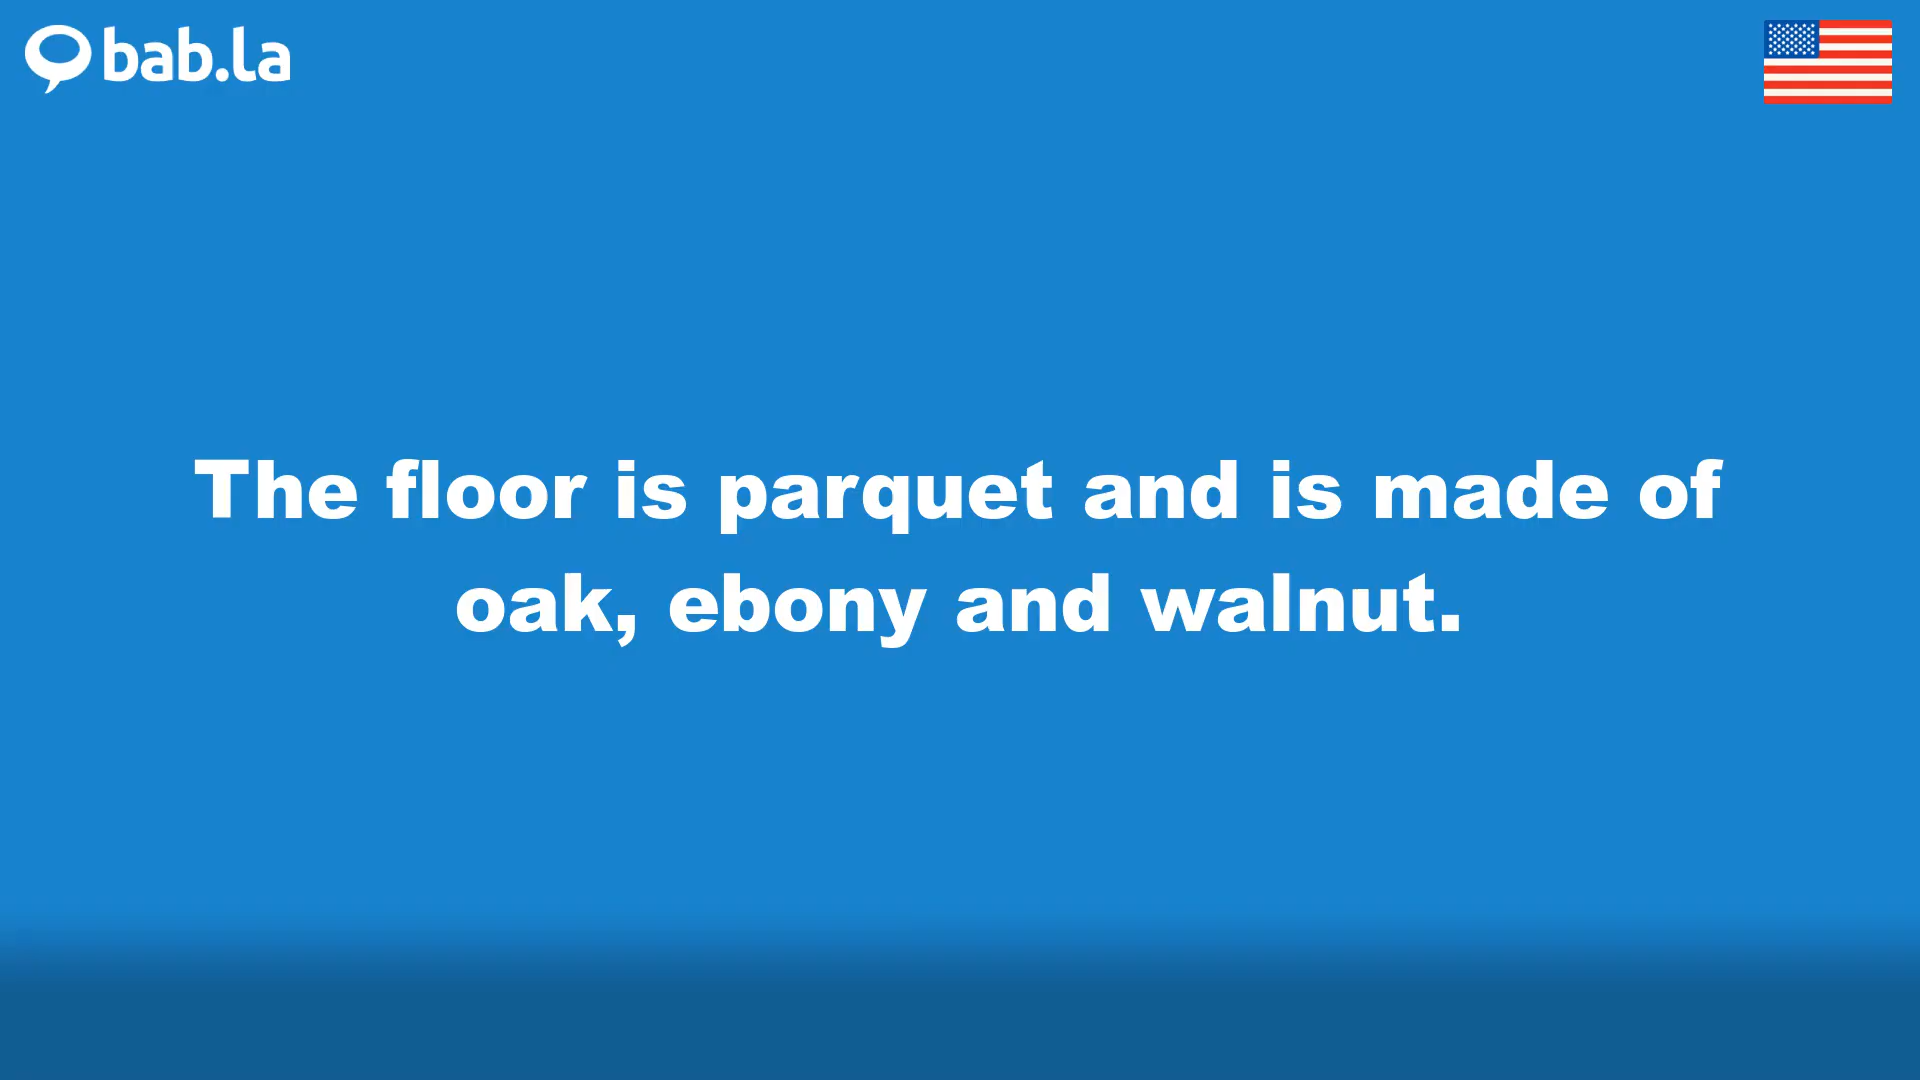 bab.la
The floor is parquet and is made of
oak, ebony and walnut.